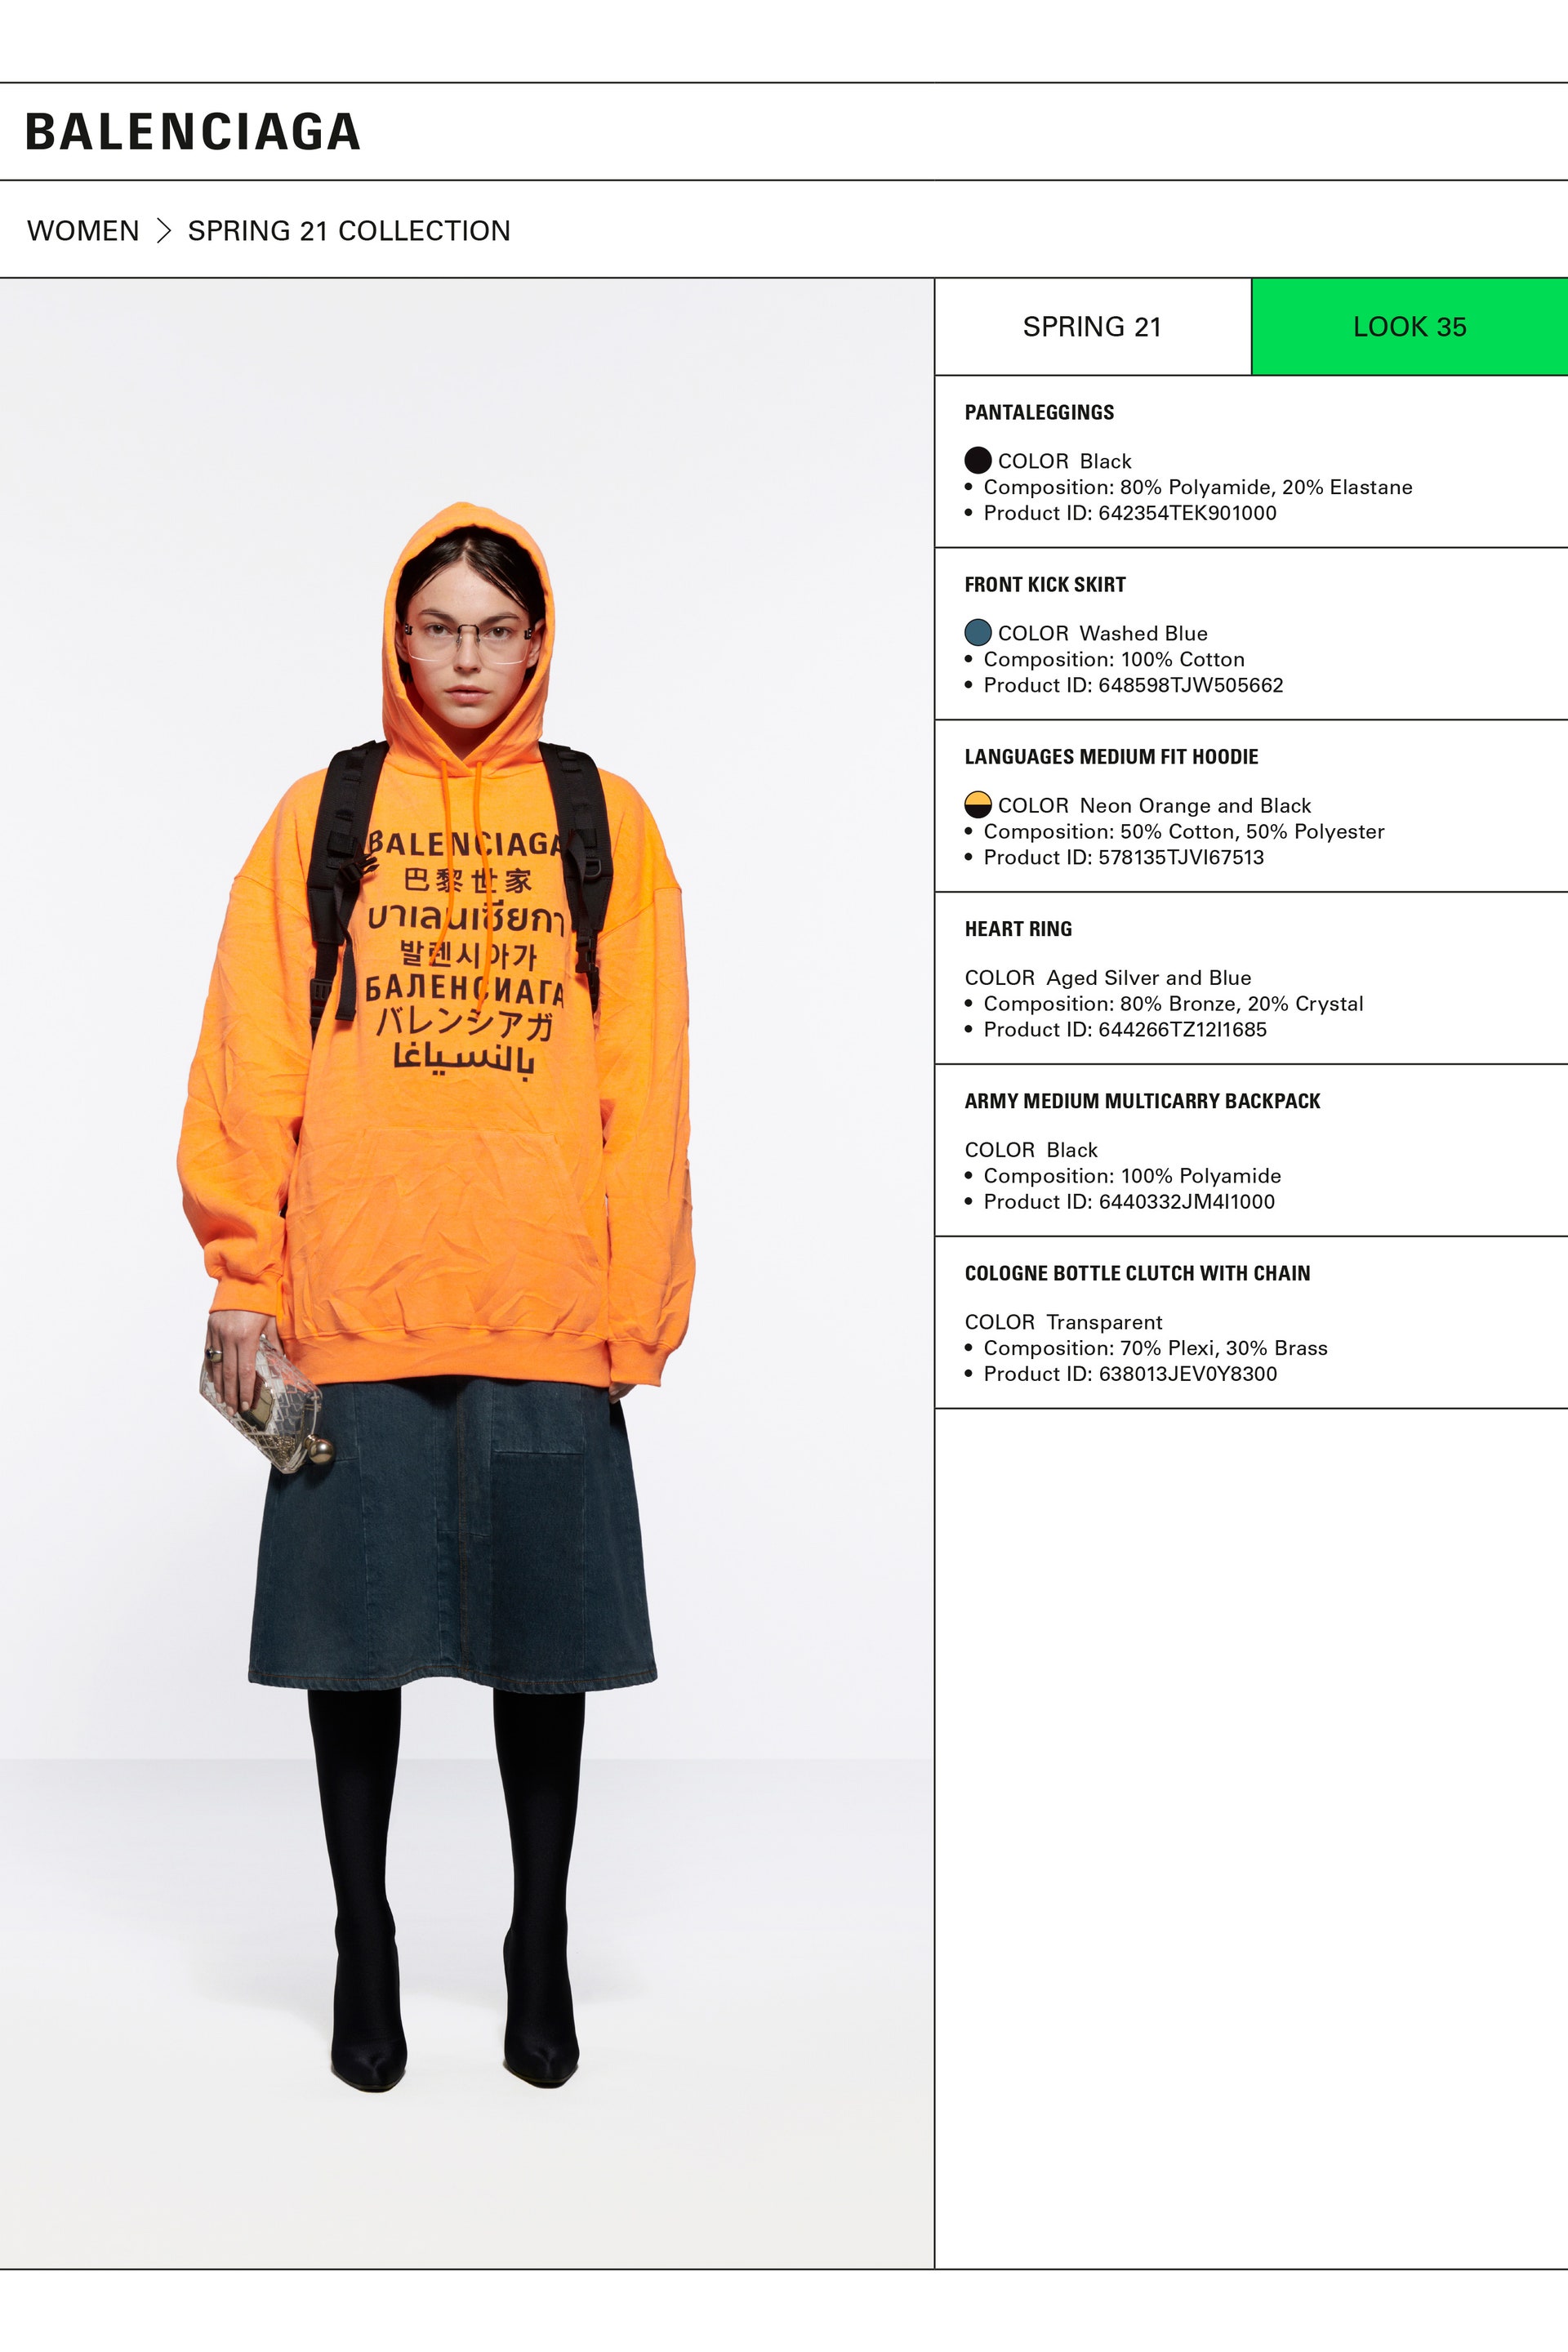 BALENCIAGA
WOMEN > SPRING 21 COLLECTION
SPRING 21
LOOK 35
PANTALEGGINGS
COLOR Black
• Composition: 80% Polyamide, 20% Elastane
• Product ID: 642354TEK901000
FRONT KICK SKIRT
COLOR Washed Blue
• Composition: 100% Cotton
• Product ID: 648598TJW505662
LANGUAGES MEDIUM FIT HOODIE
COLOR Neon Orange and Black
• Composition: 50% Cotton, 50% Polyester
• Product ID: 578135TJVI67513
HEART RING
COLOR Aged Silver and Blue
• Composition: 80% Bronze, 20% Crystal
• Product ID: 644266TZ12I1685
ARMY MEDIUM MULTICARRY BACKPACK
COLOR Black
• Composition: 100% Polyamide
• Product ID: 6440332JM4I1000
COLOGNE BOTTLE CLUTCH WITH CHAIN
COLOR Transparent
• Composition: 70% Plexi, 30% Brass
• Product ID: 638013JEV0Y8300
BALENCIAGA
巴黎世家
บาเลนเซียกา
발렌시아가
БАЛЕНСИАГА
バレンシアガ
بالنسياغا